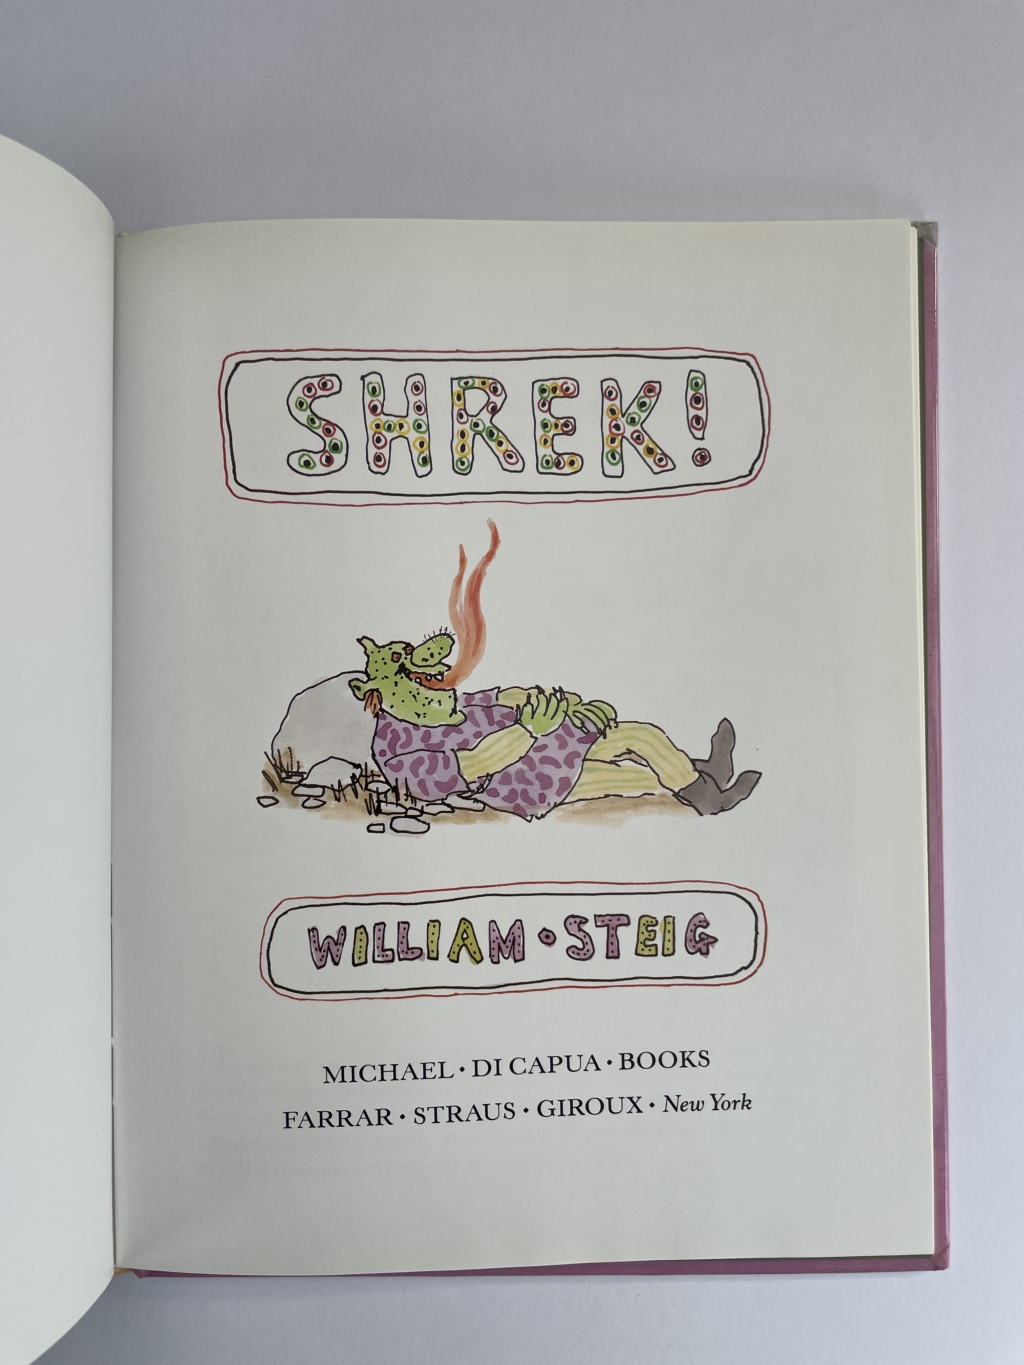 SHREK!
WILLIAM • STEIG
MICHAEL • DI CAPUA • BOOKS
FARRAR • STRAUS • GIROUX • New York